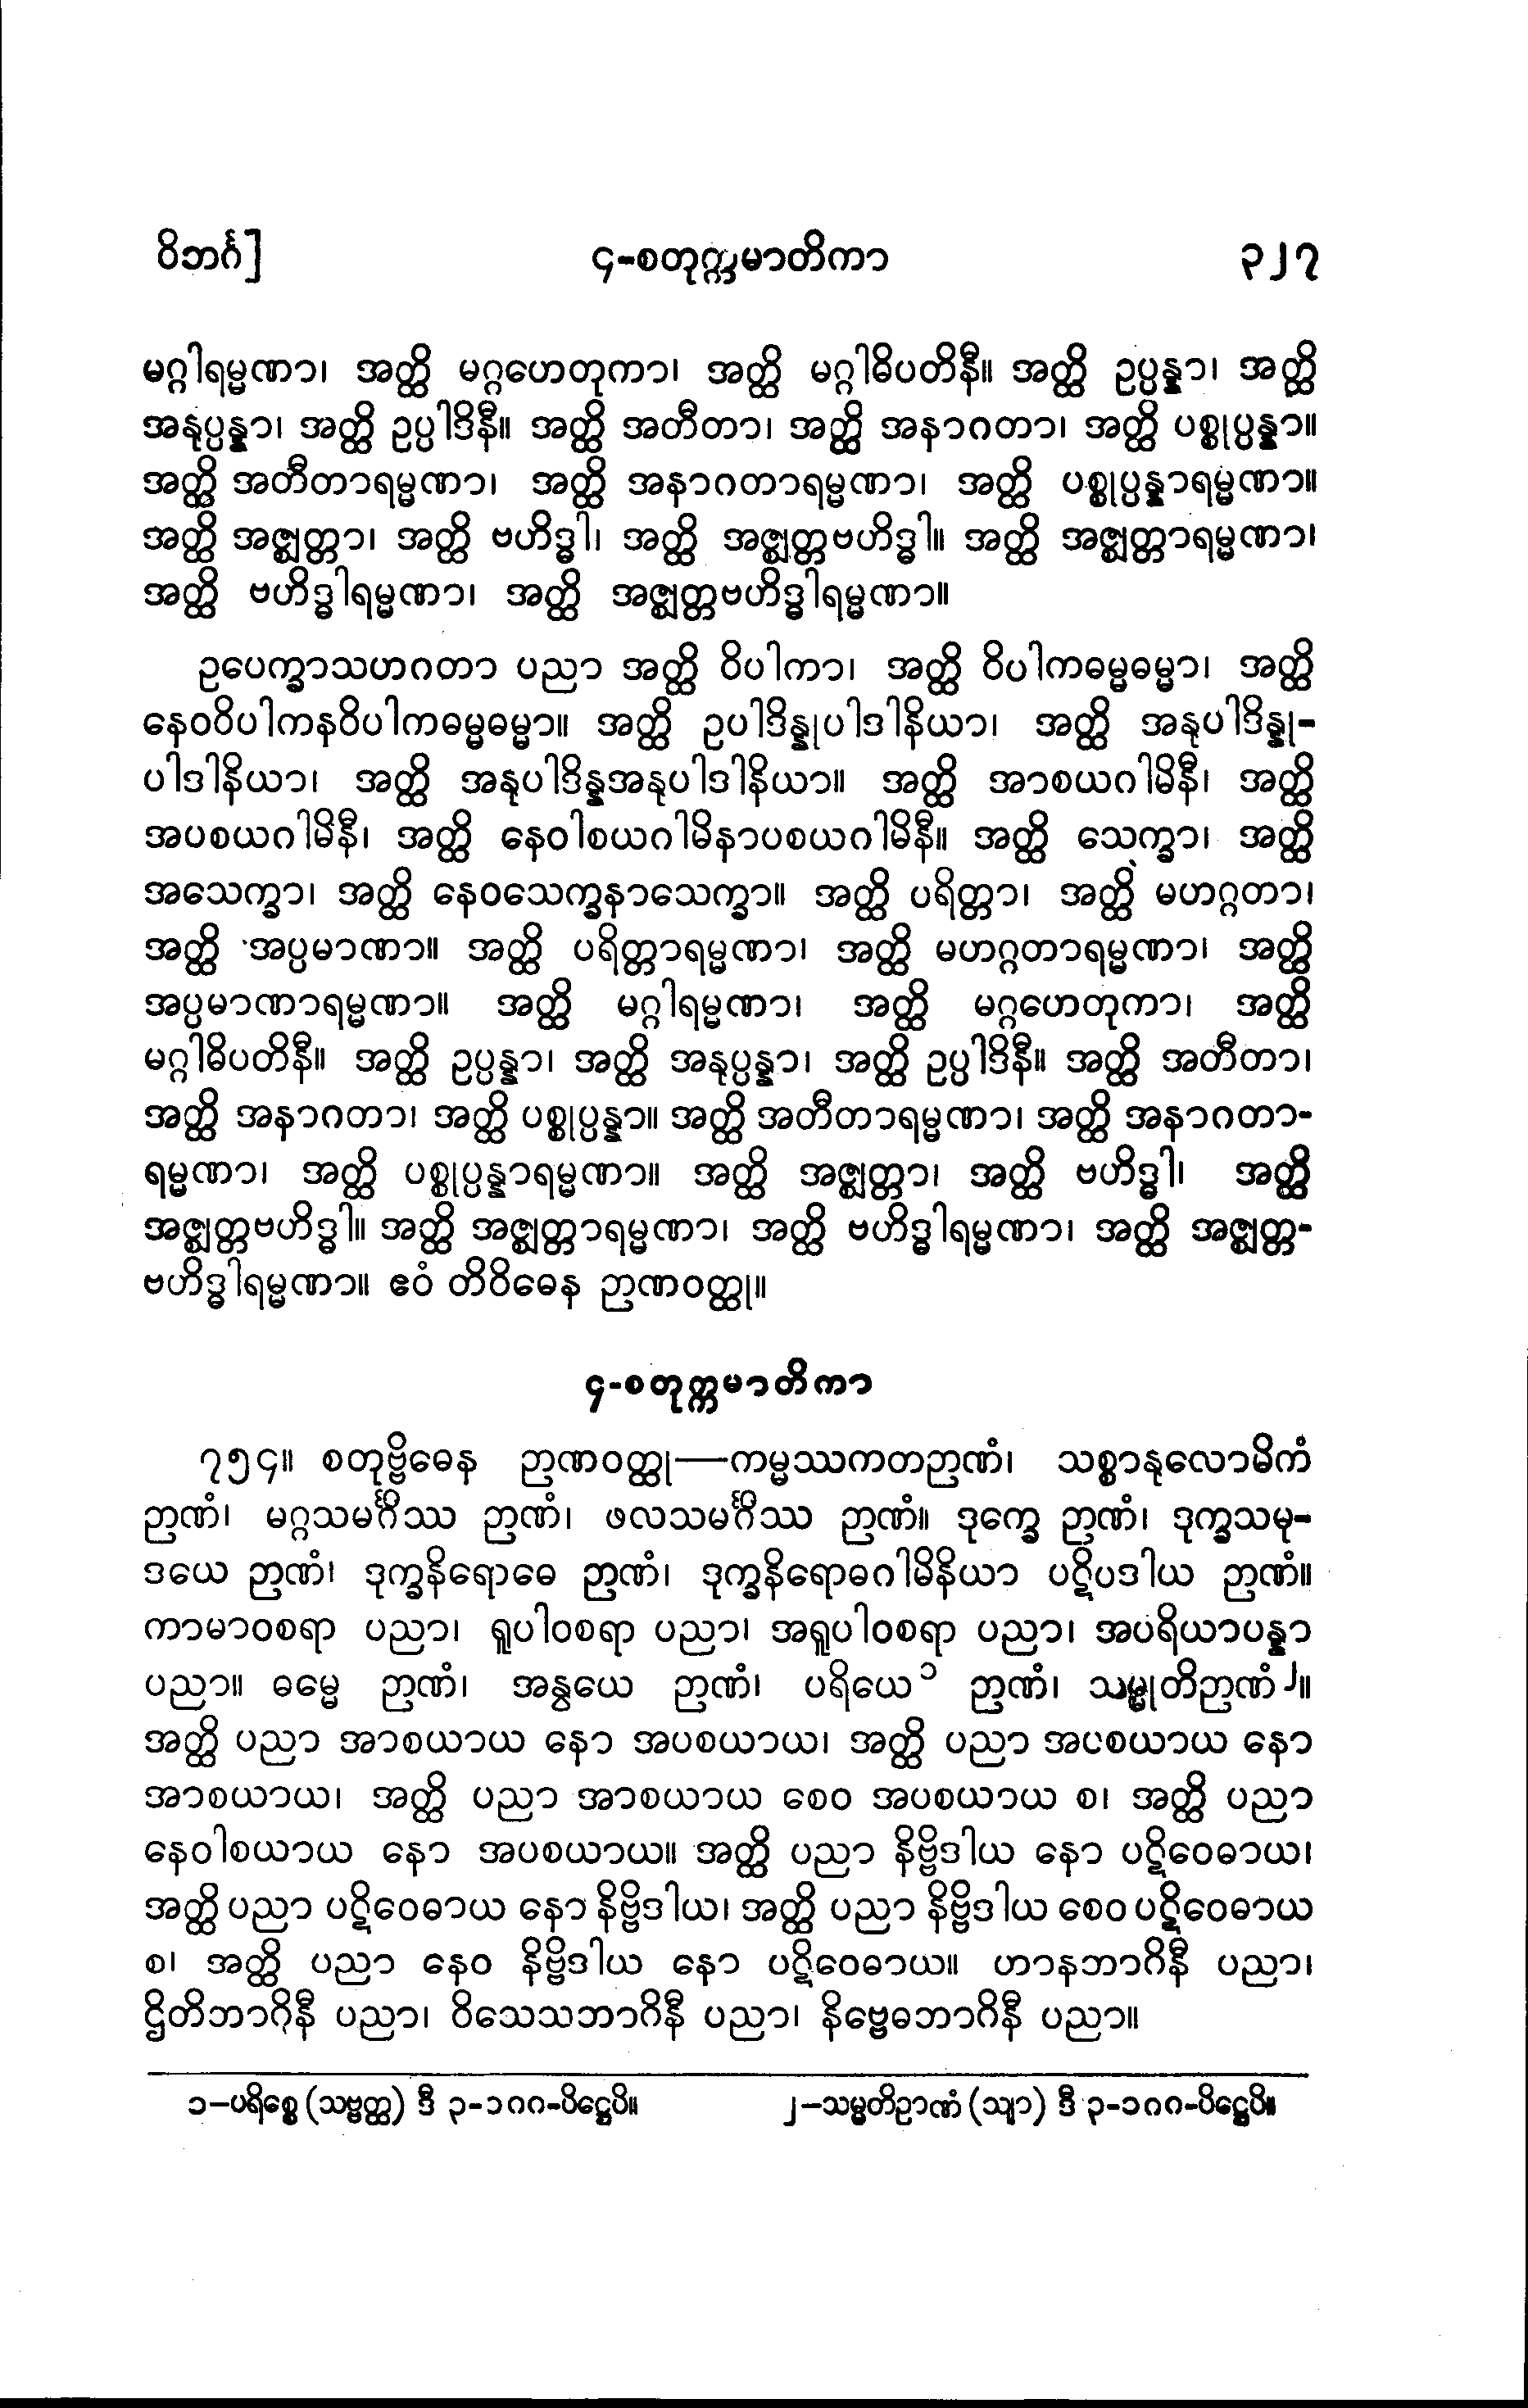 ဝိဘင်္ဂ] ၄-စတုက္ကမာတိကာ ၃၂၇
မဂ္ဂါရမ္မဏာ၊ အတ္ထိ မဂ္ဂဟေတုကာ၊ အတ္ထိ မဂ္ဂါဓိပတိနီ။ အတ္ထိ ဥပ္ပန္နာ၊ အတ္ထိ
အနုပ္ပန္နာ၊ အတ္ထိ ဥပ္ပါဒိနီ။ အတ္ထိ အတီတာ၊ အတ္ထိ အနာဂတာ၊ အတ္ထိ ပစ္စုပ္ပန္နာ။
အတ္ထိ အတီတာရမ္မဏာ၊ အတ္ထိ အနာဂတာရမ္မဏာ၊ အတ္ထိ ပစ္စုပ္ပန္နာရမ္မဏာ။
အတ္ထိ အဇ္ဈတ္တာ၊ အတ္ထိ ဗဟိဒ္ဓါ၊ အတ္ထိ အဇ္ဈတ္တဗဟိဒ္ဓါ။ အတ္ထိ အဇ္ဈတ္တာရမ္မဏာ၊
အတ္ထိ ဗဟိဒ္ဓါရမ္မဏာ၊ အတ္ထိ အဇ္ဈတ္တဗဟိဒ္ဓါရမ္မဏာ။
ဥပေက္ခာသဟဂတာ ပညာ အတ္ထိ ဝိပါကာ၊ အတ္ထိ ဝိပါကဓမ္မဓမ္မာ၊ အတ္ထိ
နေဝဝိပါကနဝိပါကဓမ္မဓမ္မာ။ အတ္ထိ ဥပါဒိန္နုပါဒါနိယာ၊ အတ္ထိ အနုပါဒိန္နု-
ပါဒါနိယာ၊ အတ္ထိ အနုပါဒိန္နအနုပါဒါနိယာ။ အတ္ထိ အာစယဂါမိနီ၊ အတ္ထိ
အပစယဂါမိနီ၊ အတ္ထိ နေဝါစယဂါမိနာပစယဂါမိနီ။ အတ္ထိ သေက္ခာ၊ အတ္ထိ
အသေက္ခာ၊ အတ္ထိ နေဝသေက္ခနာသေက္ခာ။ အတ္ထိ ပရိတ္တာ၊ အတ္ထိ မဟဂ္ဂတာ၊
အတ္ထိ အပ္ပမာဏာ။ အတ္ထိ ပရိတ္တာရမ္မဏာ၊ အတ္ထိ မဟဂ္ဂတာရမ္မဏာ၊ အတ္ထိ
အပ္ပမာဏာရမ္မဏာ။ အတ္ထိ မဂ္ဂါရမ္မဏာ၊ အတ္ထိ မဂ္ဂဟေတုကာ၊ အတ္ထိ
မဂ္ဂါဓိပတိနီ။ အတ္ထိ ဥပ္ပန္နာ၊ အတ္ထိ အနုပ္ပန္နာ၊ အတ္ထိ ဥပ္ပါဒိနီ။ အတ္ထိ အတီတာ၊
အတ္ထိ အနာဂတာ၊ အတ္ထိ ပစ္စုပ္ပန္နာ။ အတ္ထိ အတီတာရမ္မဏာ၊ အတ္ထိ အနာဂတာ-
ရမ္မဏာ၊ အတ္ထိ ပစ္စုပ္ပန္နာရမ္မဏာ။ အတ္ထိ အဇ္ဈတ္တာ၊ အတ္ထိ ဗဟိဒ္ဓါ၊ အတ္ထိ
အဇ္ဈတ္တဗဟိဒ္ဓါ။ အတ္ထိ အဇ္ဈတ္တာရမ္မဏာ၊ အတ္ထိ ဗဟိဒ္ဓါရမ္မဏာ၊ အတ္ထိ အဇ္ဈတ္တ-
ဗဟိဒ္ဓါရမ္မဏာ။ ဧဝံ တိဝိဓေန ဉာဏဝတ္ထု။
၄-စတုက္ကမာတိကာ
၇၅၄။ စတုဗ္ဗိဓေန ဉာဏဝတ္ထု—ကမ္မဿကတဉာဏံ၊ သစ္စာနုလောမိကံ
ဉာဏံ၊ မဂ္ဂသမင်္ဂိဿ ဉာဏံ၊ ဖလသမင်္ဂိဿ ဉာဏံ။ ဒုက္ခေ ဉာဏံ၊ ဒုက္ခသမု-
ဒယေ ဉာဏံ၊ ဒုက္ခနိရောဓေ ဉာဏံ၊ ဒုက္ခနိရောဓဂါမိနိယာ ပဋိပဒါယ ဉာဏံ။
ကာမာဝစရာ ပညာ၊ ရူပါဝစရာ ပညာ၊ အရူပါဝစရာ ပညာ၊ အပရိယာပန္နာ
ပညာ။ ဓမ္မေ ဉာဏံ၊ အနွယေ ဉာဏံ၊ ပရိယေ၁ ဉာဏံ၊ သမ္မုတိဉာဏံ၂။
အတ္ထိ ပညာ အာစယာယ နော အပစယာယ၊ အတ္ထိ ပညာ အပစယာယ နော
အာစယာယ၊ အတ္ထိ ပညာ အာစယာယ စေဝ အပစယာယ စ၊ အတ္ထိ ပညာ
နေဝါစယာယ နော အပစယာယ။ အတ္ထိ ပညာ နိဗ္ဗိဒါယ နော ပဋိဝေဓာယ၊
အတ္ထိ ပညာ ပဋိဝေဓာယ နော နိဗ္ဗိဒါယ၊ အတ္ထိ ပညာ နိဗ္ဗိဒါယ စေဝ ပဋိဝေဓာယ
စ၊ အတ္ထိ ပညာ နေဝ နိဗ္ဗိဒါယ နော ပဋိဝေဓာယ။ ဟာနဘာဂိနီ ပညာ၊
ဌိတိဘာဂိနီ ပညာ၊ ဝိသေသဘာဂိနီ ပညာ၊ နိဗ္ဗေဓဘာဂိနီ ပညာ။
၁—ပရိစ္စေ (သဗ္ဗတ္ထ) ဒီ ၃-၁၈၈-ပိဋ္ဌေပိ။ ၂—သမ္မတိဉာဏံ (သျာ) ဒီ ၃-၁၈၈-ပိဋ္ဌေပိ။